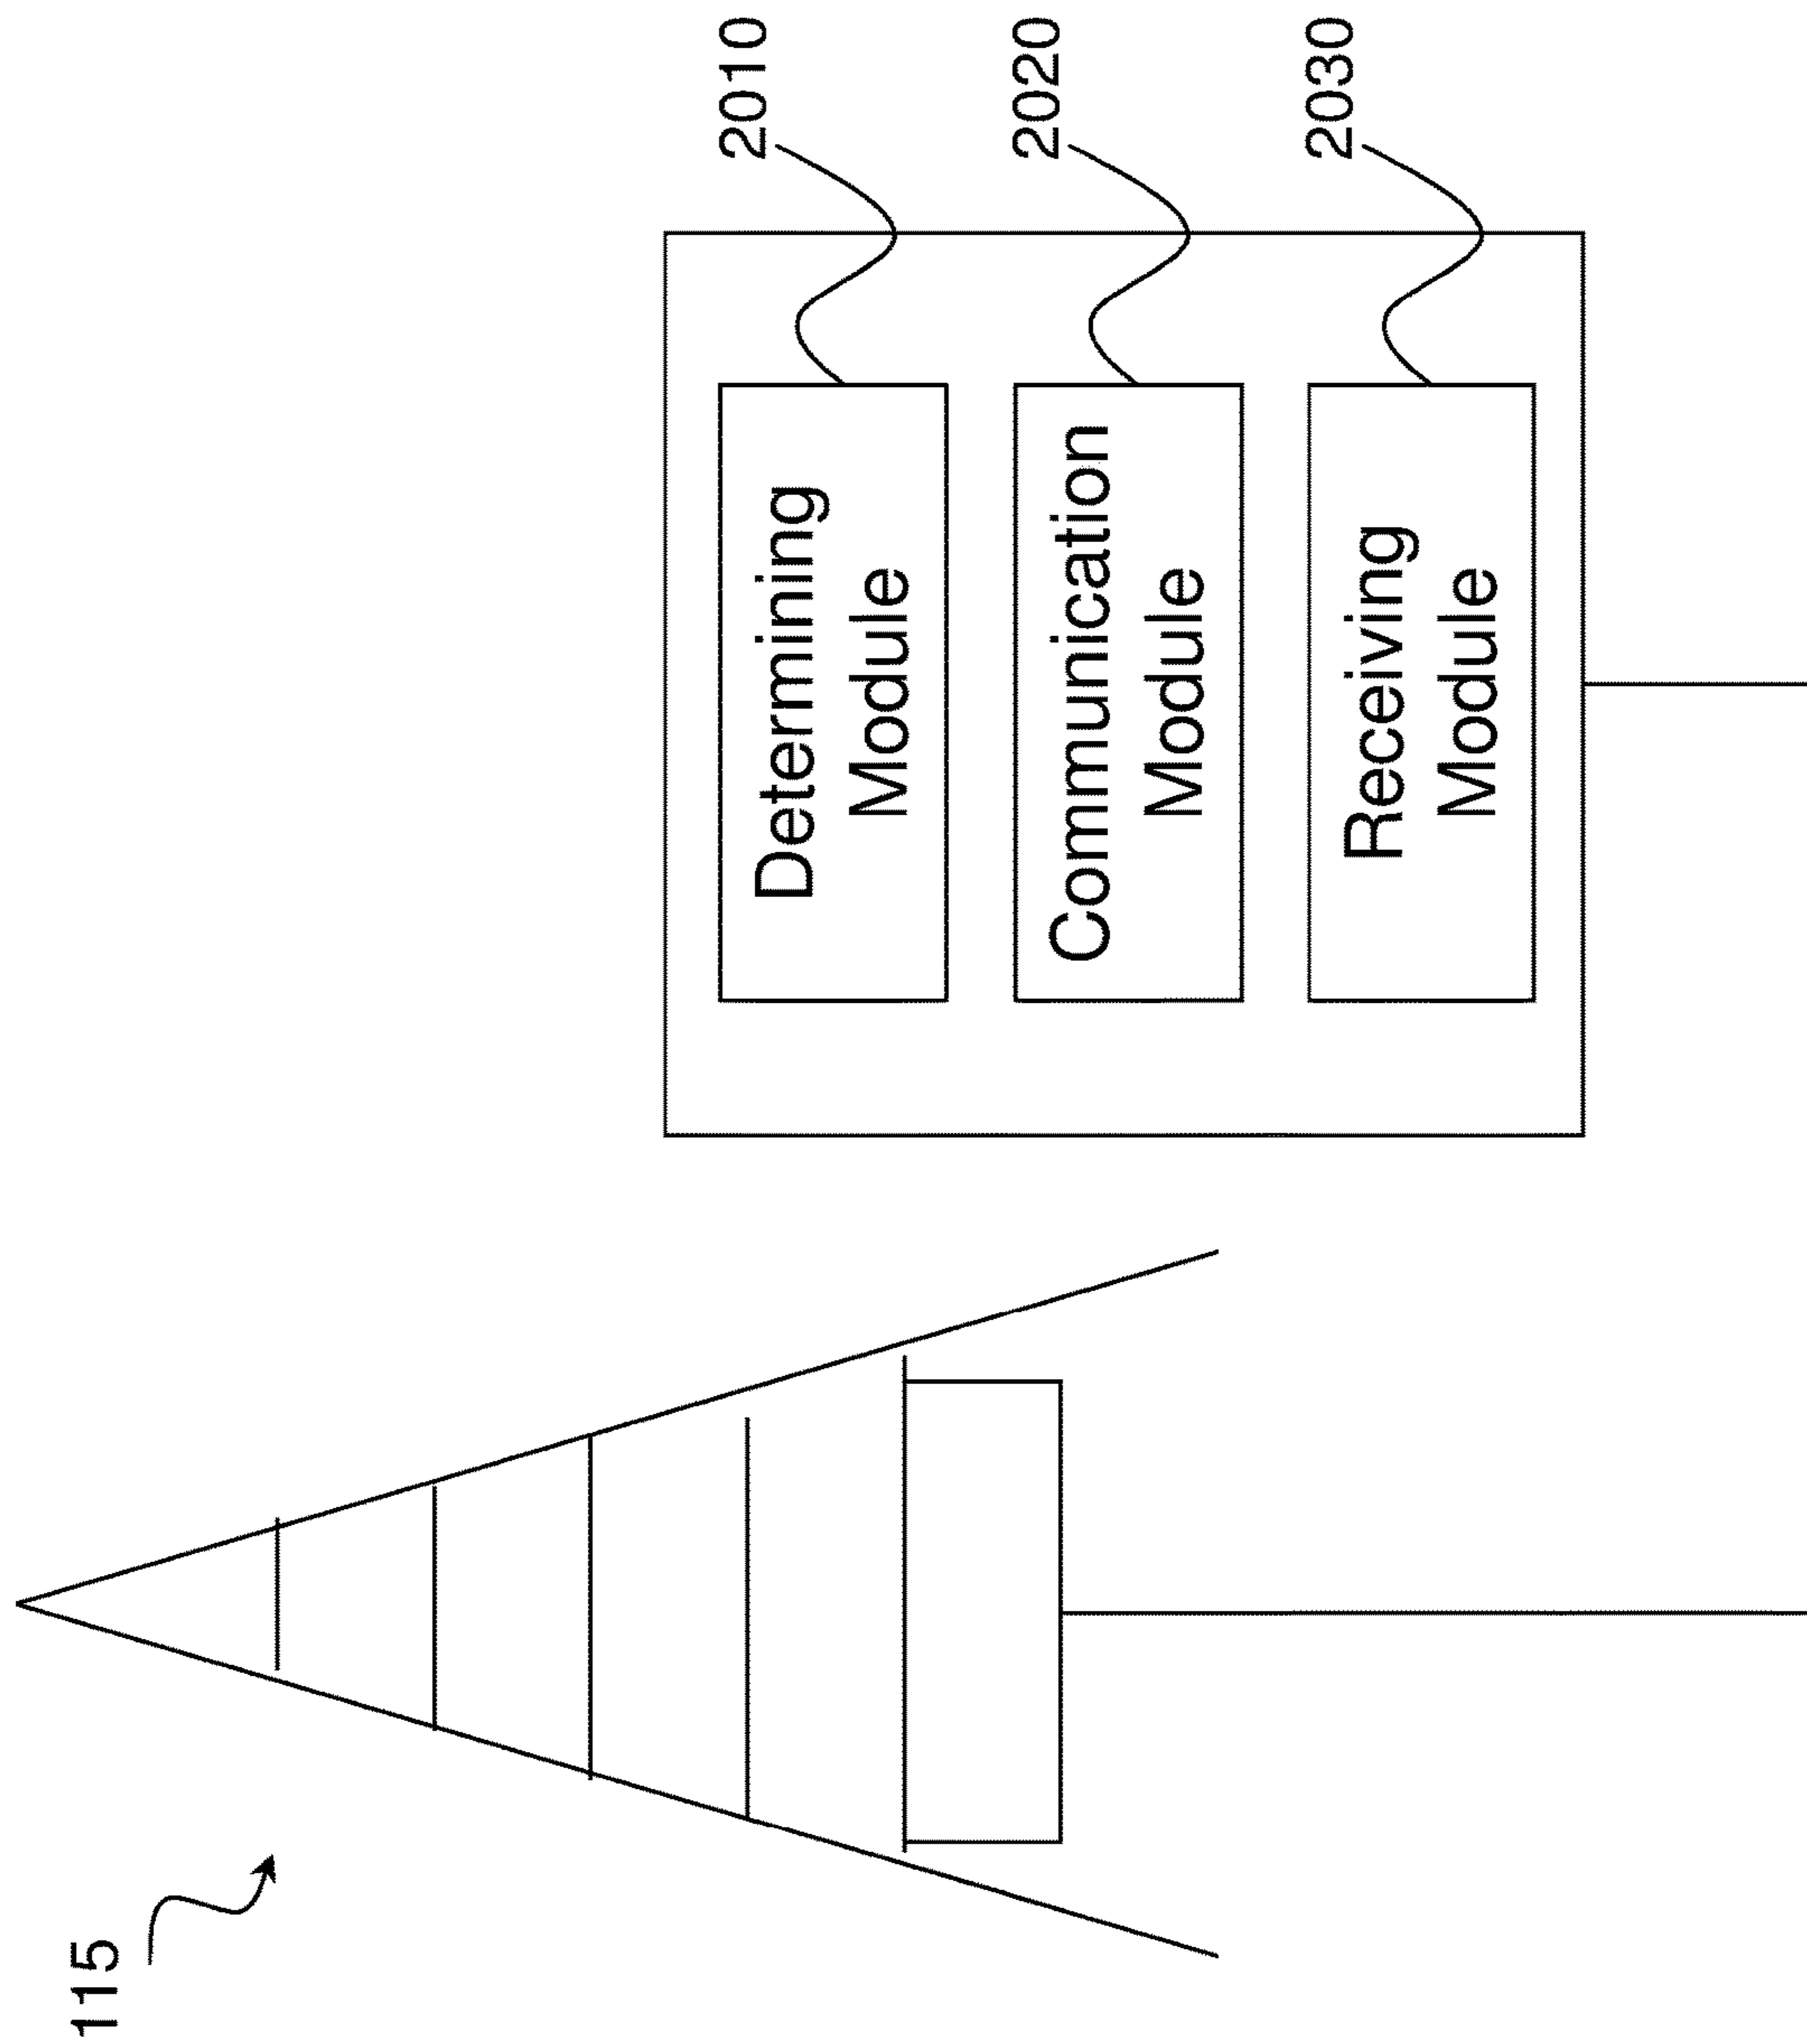 115
Determining
Module
2010
Communication
Module
2020
Receiving
Module
2030